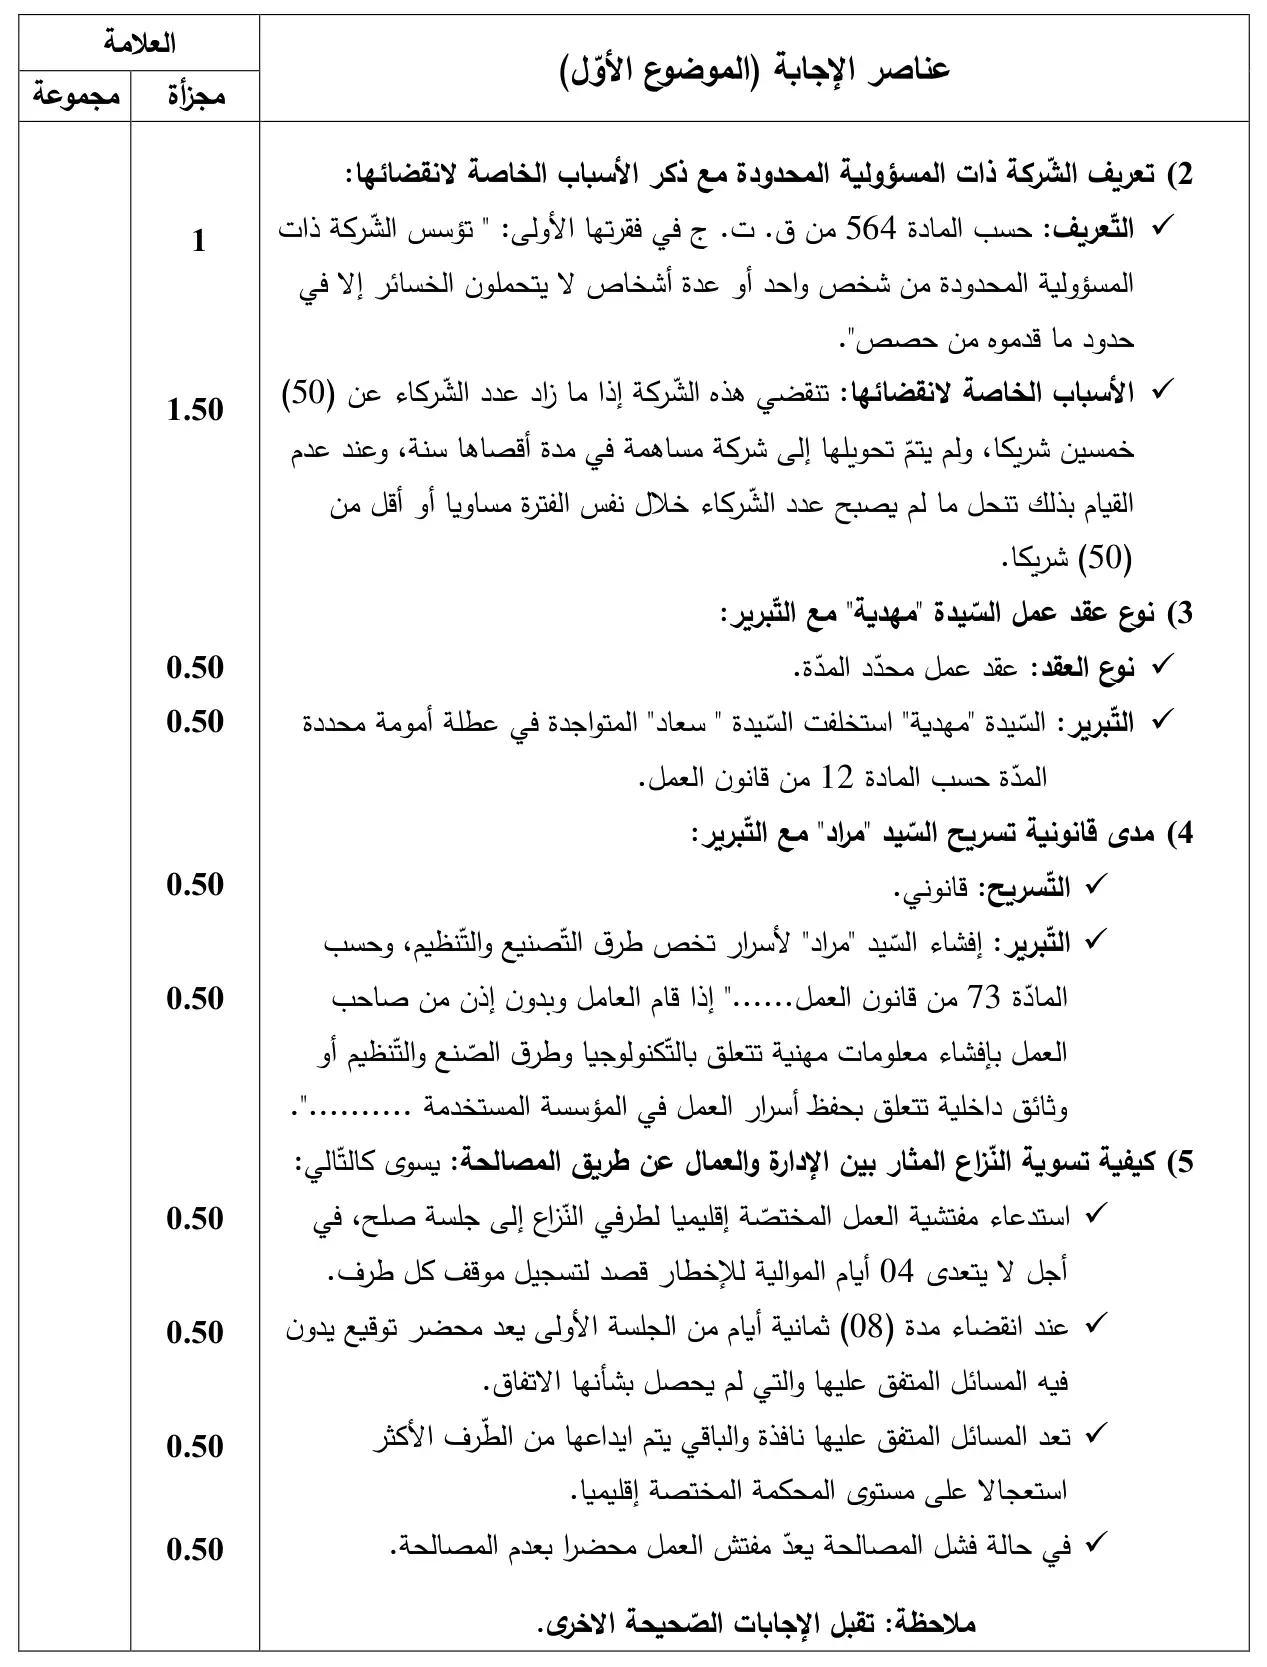 العلامة
عناصر الإجابة (الموضوع الأوّل)
مجزأة
مجموعة
2) تعريف الشّركة ذات المسؤولية المحدودة مع ذكر الأسباب الخاصة لانقضائها:
✓ التّعريف: حسب المادة 564 من ق. ت. ج في فقرتها الأولى: " تؤسس الشّركة ذات
1
المسؤولية المحدودة من شخص واحد أو عدة أشخاص لا يتحملون الخسائر إلا في
حدود ما قدموه من حصص".
✓ الأسباب الخاصة لانقضائها: تنقضي هذه الشّركة إذا ما زاد عدد الشّركاء عن (50)
1.50
خمسين شريكا، ولم يتمّ تحويلها إلى شركة مساهمة في مدة أقصاها سنة، وعند عدم
القيام بذلك تنحل ما لم يصبح عدد الشّركاء خلال نفس الفترة مساويا أو أقل من
(50) شريكا.
3) نوع عقد عمل السّيدة "مهدية" مع التّبرير:
✓ نوع العقد: عقد عمل محدّد المدّة.
0.50
✓ التّبرير: السّيدة "مهدية" استخلفت السّيدة " سعاد" المتواجدة في عطلة أمومة محددة
0.50
المدّة حسب المادة 12 من قانون العمل.
4) مدى قانونية تسريح السّيد "مراد" مع التّبرير:
✓ التّسريح: قانوني.
0.50
✓ التّبرير: إفشاء السّيد "مراد" لأسرار تخص طرق التّصنيع والتّنظيم، وحسب
المادّة 73 من قانون العمل......" إذا قام العامل وبدون إذن من صاحب
0.50
العمل بإفشاء معلومات مهنية تتعلق بالتّكنولوجيا وطرق الصّنع والتّنظيم أو
وثائق داخلية تتعلق بحفظ أسرار العمل في المؤسسة المستخدمة ..........".
5) كيفية تسوية النّزاع المثار بين الإدارة والعمال عن طريق المصالحة: يسوى كالتّالي:
✓ استدعاء مفتشية العمل المختصّة إقليميا لطرفي النّزاع إلى جلسة صلح، في
0.50
أجل لا يتعدى 04 أيام الموالية للإخطار قصد لتسجيل موقف كل طرف.
✓ عند انقضاء مدة (08) ثمانية أيام من الجلسة الأولى يعد محضر توقيع يدون
0.50
فيه المسائل المتفق عليها والتي لم يحصل بشأنها الاتفاق.
✓ تعد المسائل المتفق عليها نافذة والباقي يتم ايداعها من الطّرف الأكثر
0.50
استعجالا على مستوى المحكمة المختصة إقليميا.
✓ في حالة فشل المصالحة يعدّ مفتش العمل محضرا بعدم المصالحة.
0.50
ملاحظة: تقبل الإجابات الصّحيحة الاخرى.